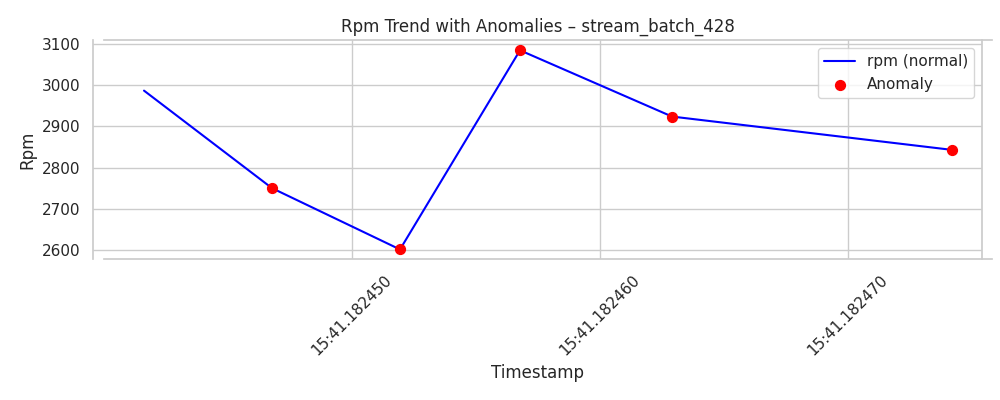 Rpm Trend with Anomalies – stream_batch_428
rpm (normal)
Anomaly
Rpm
3100
3000
2900
2800
2700
2600
15:41.182450
15:41.182460
15:41.182470
Timestamp